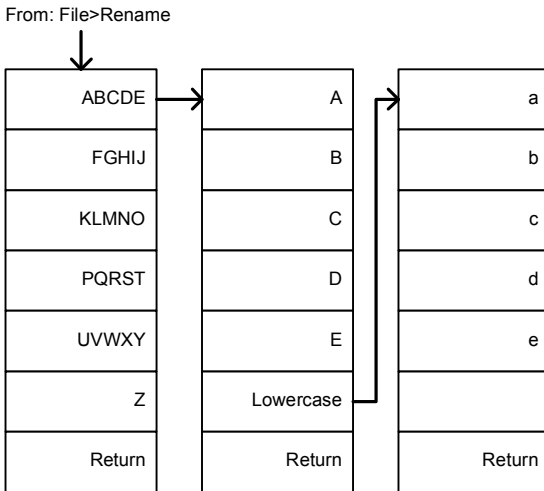 From: File>Rename
ABCDE
FGHIJ
KLMNO
PQRST
UVWXY
Z
Return
A
B
C
D
E
Lowercase
Return
a
b
c
d
e
Return